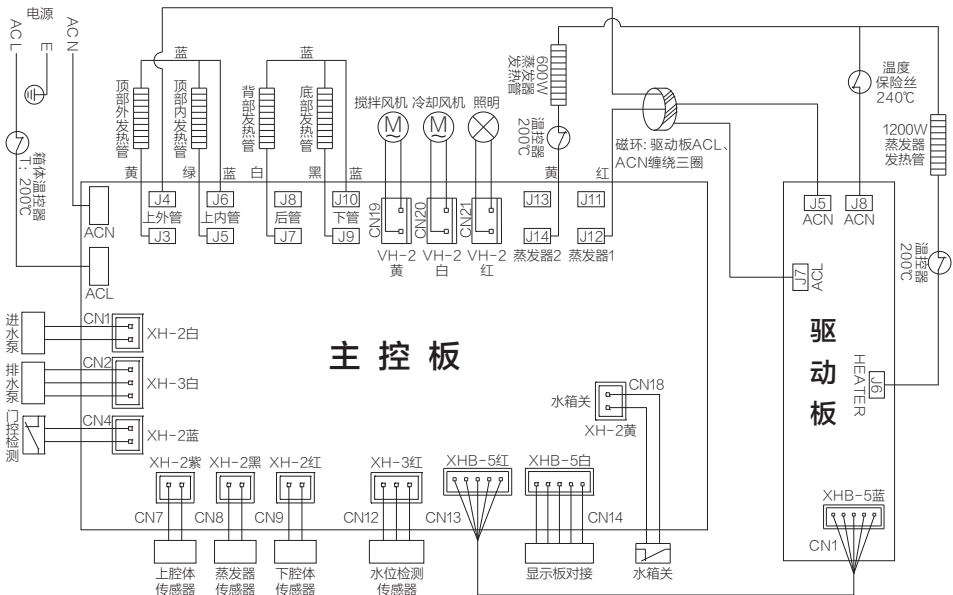 电源
AC L
E
AC N
箱体温控器
T：200℃
ACN
ACL
蓝
蓝
顶部外发热管
顶部内发热管
背部发热管
底部发热管
搅拌风机
冷却风机
照明
M
M
600W
蒸发器
发热管
温控器
200℃
磁环：驱动板ACL、
ACN缠绕三圈
温度
保险丝
240℃
1200W
蒸发器
发热管
温控器
200℃
黄
绿
蓝
白
黑
蓝
黄
红
J4
上外管
J3
J6
上内管
J5
J8
后管
J7
J10
下管
J9
CN19
VH-2
黄
CN20
VH-2
白
CN21
VH-2
红
J13
J14
蒸发器2
J11
J12
蒸发器1
J5
ACN
J8
ACN
J7
ACL
J6
HEATER
驱动板
XHB-5蓝
CN1
主控板
进水泵
CN1
XH-2白
排水泵
CN2
XH-3白
门控检测
CN4
XH-2蓝
水箱关
CN18
XH-2黄
XH-2紫
CN7
上腔体
传感器
XH-2黑
CN8
蒸发器
传感器
XH-2红
CN9
下腔体
传感器
XH-3红
CN12
水位检测
传感器
XHB-5红
CN13
XHB-5白
CN14
显示板对接
水箱关